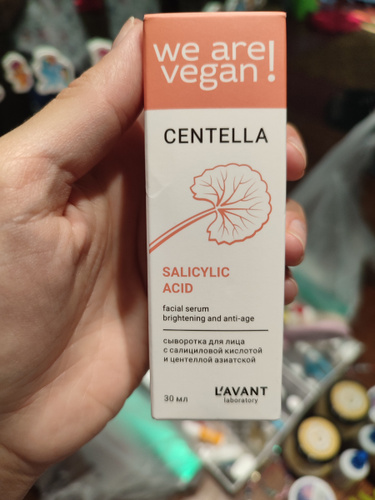 we are
vegan!
CENTELLA
SALICYLIC
ACID
facial serum
brightening and anti-age
сыворотка для лица
с салициловой кислотой
и центеллой азиатской
30 мл
L'AVANT
laboratory